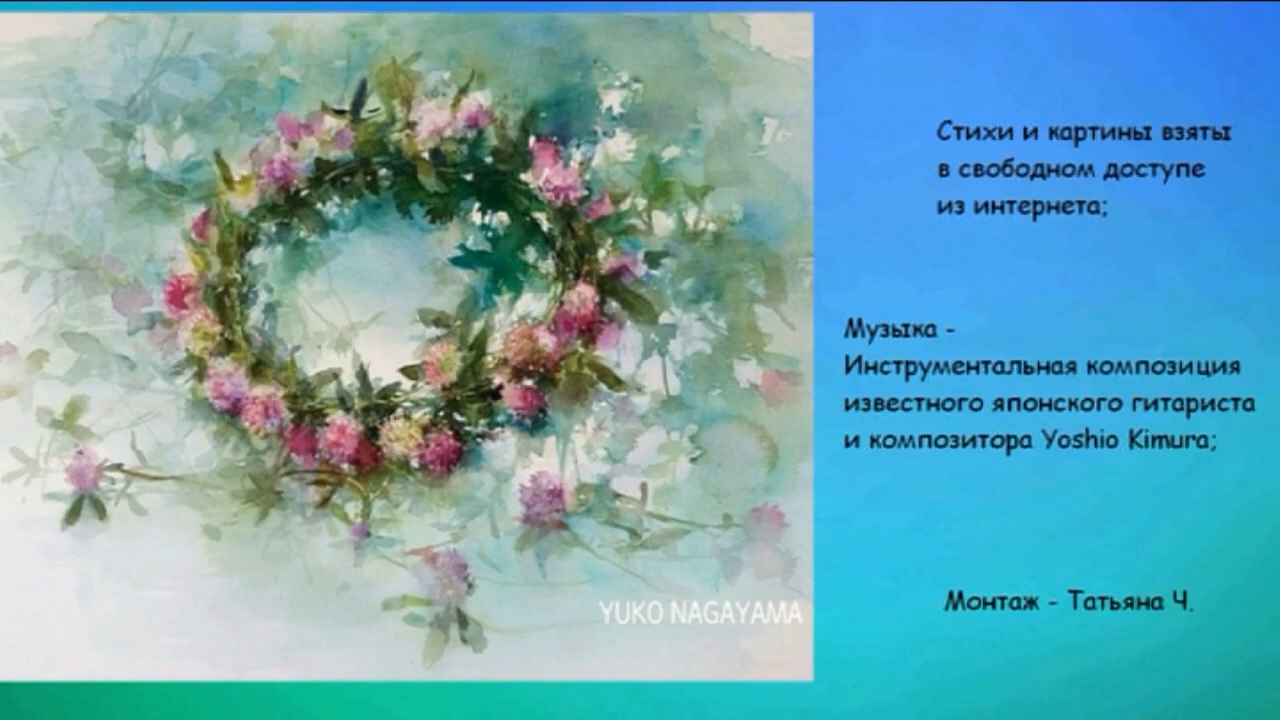 Стихи и картины взяты
в свободном доступе
из интернета;
Музыка -
Инструментальная композиция
известного японского гитариста
и композитора Yoshio Kimura;
Монтаж - Татьяна Ч.
YUKO NAGAYAMA